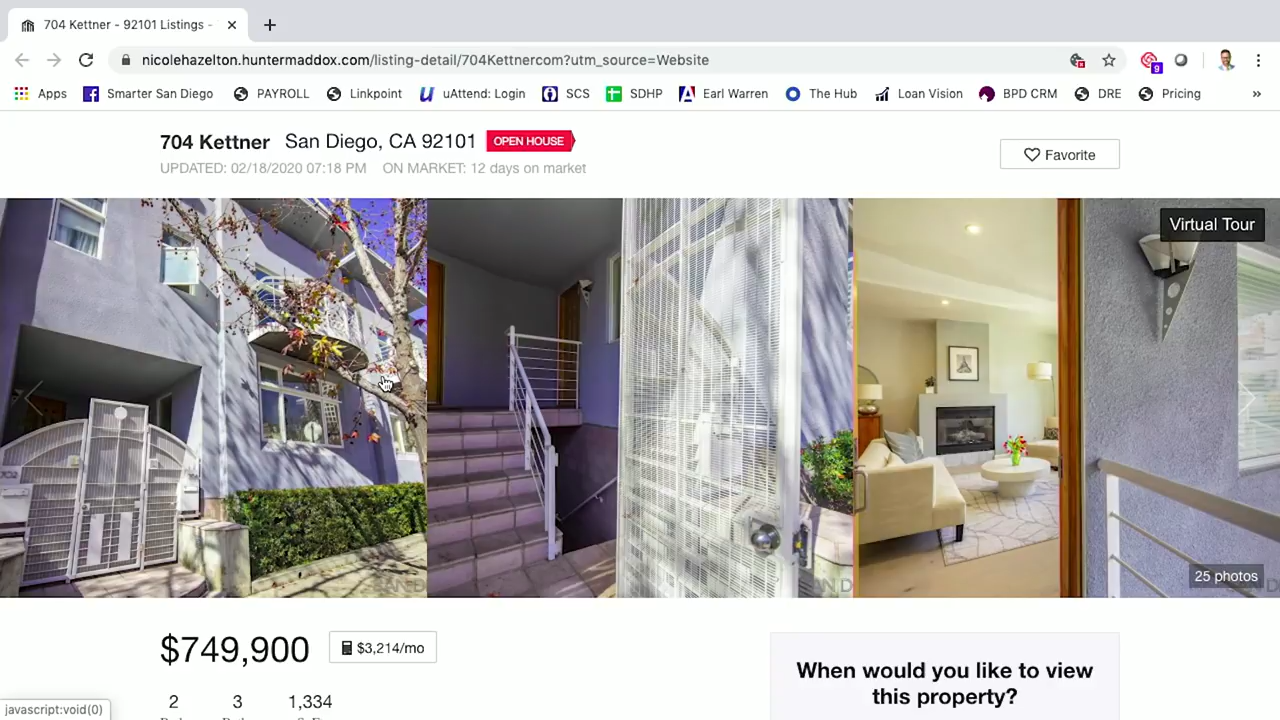 704 Kettner - 92101 Listings -
nicolehazelton.huntermaddox.com/listing-detail/704Kettnercom?utm_source=Website
9
Apps Smarter San Diego PAYROLL Linkpoint uAttend: Login SCS SDHP Earl Warren The Hub Loan Vision BPD CRM DRE Pricing »
704 Kettner San Diego, CA 92101 OPEN HOUSE
UPDATED: 02/18/2020 07:18 PM ON MARKET: 12 days on market
Favorite
Virtual Tour
25 photos
$749,900 $3,214/mo
When would you like to view
this property?
2 3 1,334
javascript:void(0)